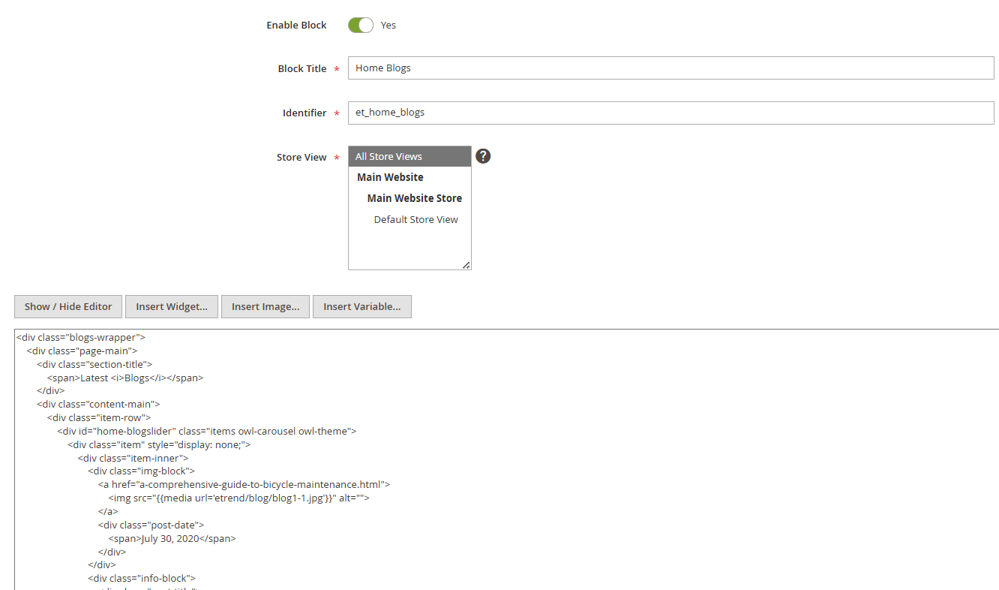 Enable Block Yes
Block Title * Home Blogs
Identifier * et_home_blogs
Store View * All Store Views ?
Main Website
Main Website Store
Default Store View
Show / Hide Editor Insert Widget... Insert Image... Insert Variable...
<div class="blogs-wrapper">
<div class="page-main">
<div class="section-title">
<span>Latest <i>Blogs</i></span>
</div>
<div class="content-main">
<div class="item-row">
<div id="home-blogslider" class="items owl-carousel owl-theme">
<div class="item" style="display: none;">
<div class="item-inner">
<div class="img-block">
<a href="a-comprehensive-guide-to-bicycle-maintenance.html">
<img src="{{media url='etrend/blog/blog1-1.jpg'}}" alt="">
</a>
<div class="post-date">
<span>July 30, 2020</span>
</div>
</div>
<div class="info-block">